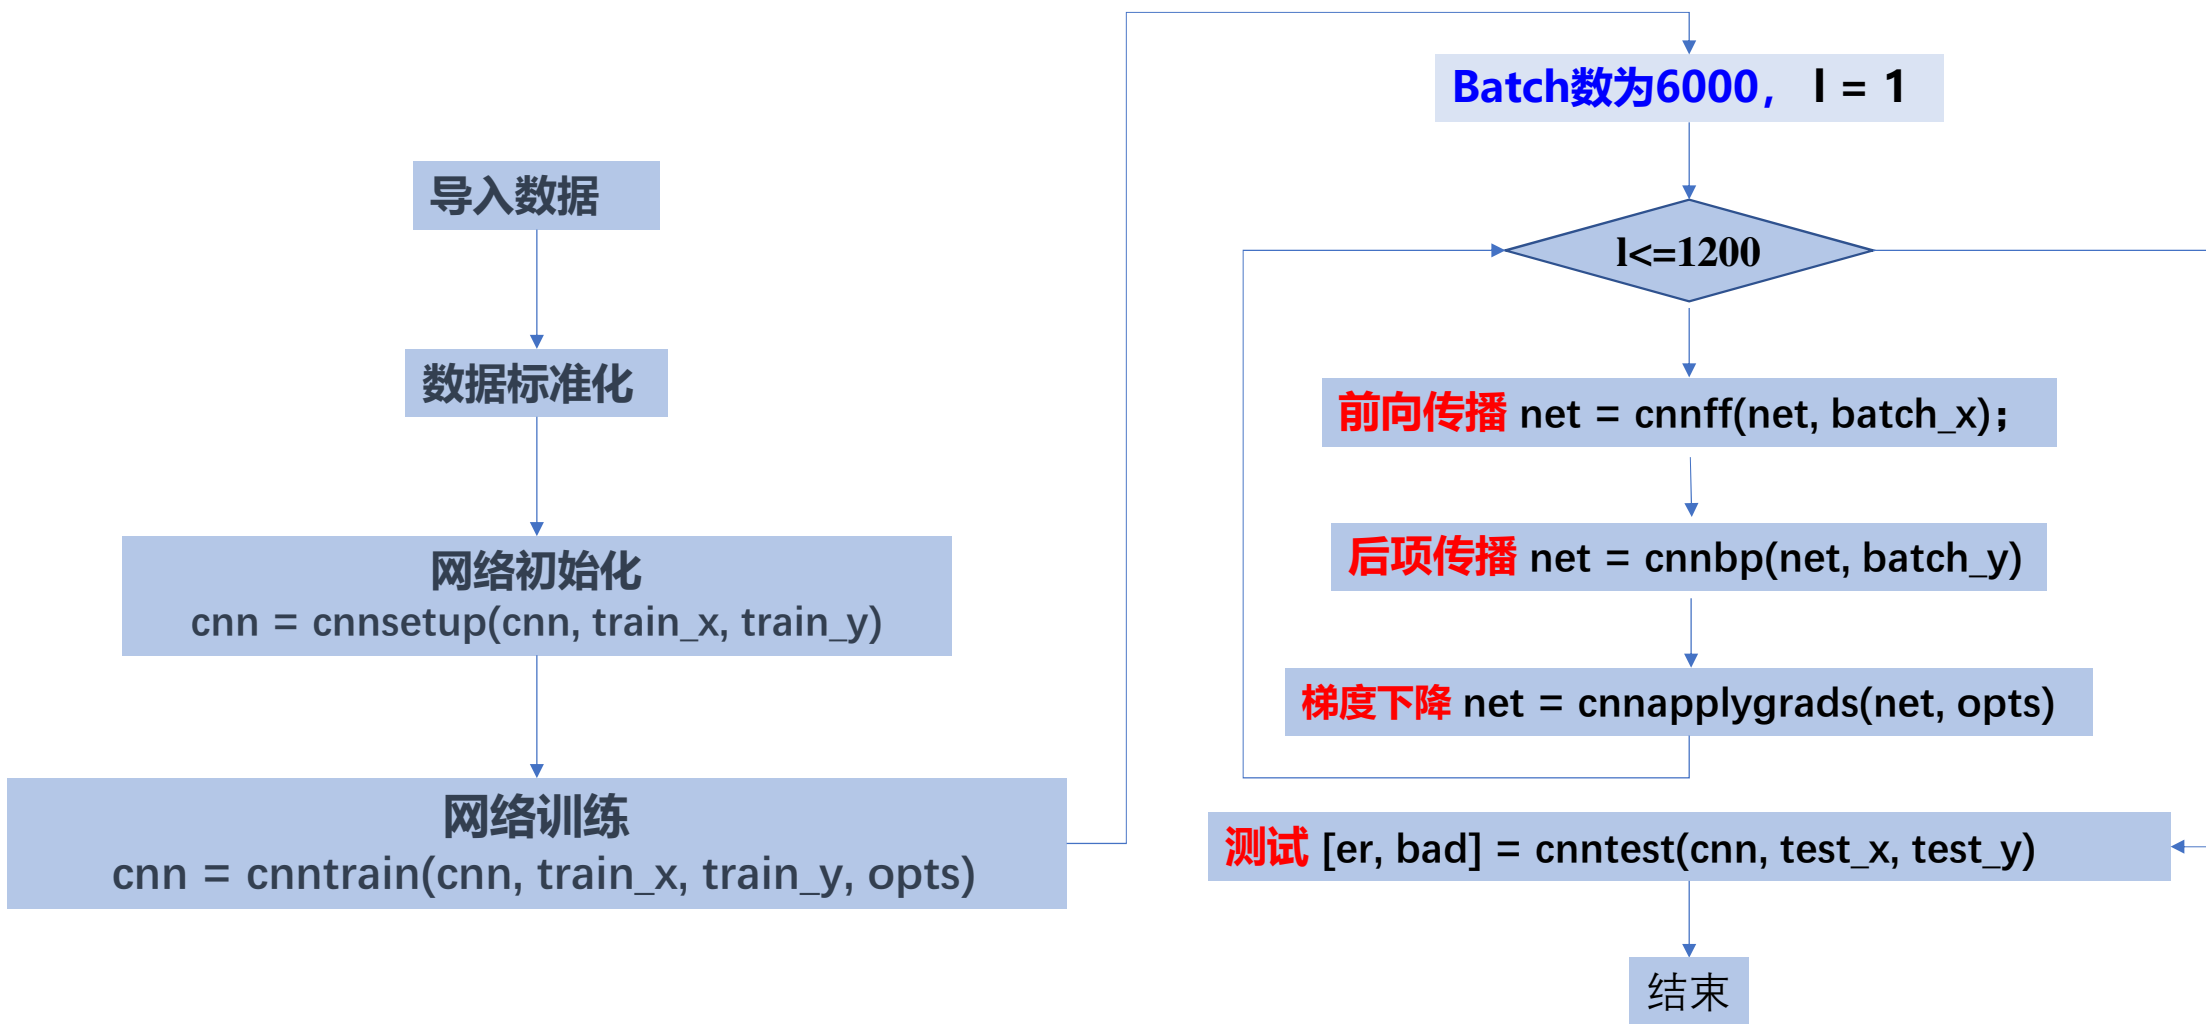 导入数据
数据标准化
网络初始化
cnn = cnnsetup(cnn, train_x, train_y)
网络训练
cnn = cnntrain(cnn, train_x, train_y, opts)
Batch数为6000， l = 1
l<=1200
前向传播 net = cnnff(net, batch_x)；
后项传播 net = cnnbp(net, batch_y)
梯度下降 net = cnnapplygrads(net, opts)
测试 [er, bad] = cnntest(cnn, test_x, test_y)
结束